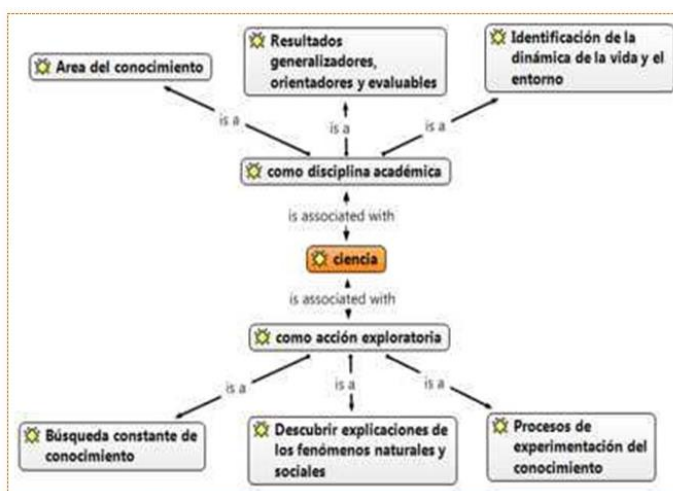 Resultados
generalizadores,
orientadores y evaluables
Identificación de la
dinámica de la vida y el
entorno
Area del conocimiento
is a
is a
is a
como disciplina académica
is associated with
ciencia
is associated with
como acción exploratoria
is a
is a
is a
Búsqueda constante de
conocimiento
Descubrir explicaciones de
los fenómenos naturales y
sociales
Procesos de
experimentación del
conocimiento